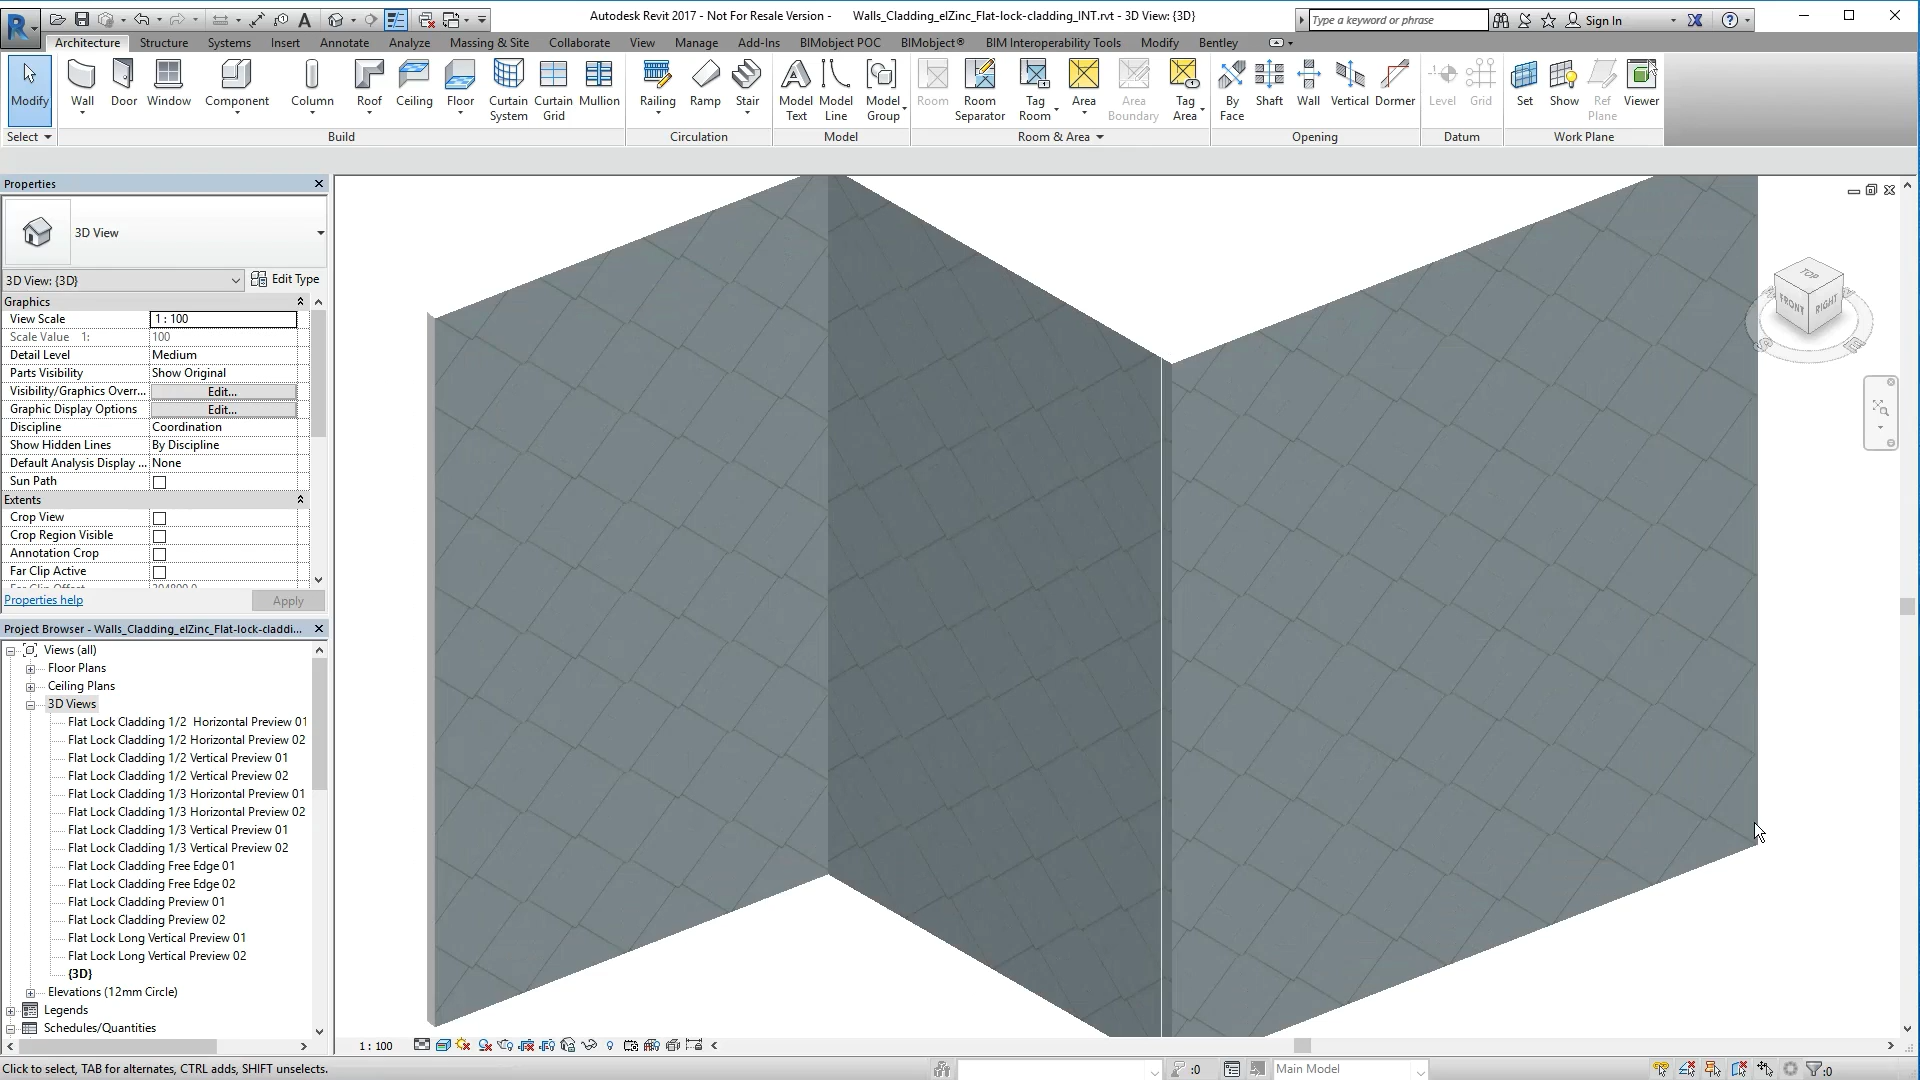 Autodesk Revit 2017 - Not For Resale Version - Walls_Cladding_elZinc_Flat-lock-cladding_INT.rvt - 3D View: {3D}
Type a keyword or phrase
Sign In
Architecture Structure Systems Insert Annotate Analyze Massing & Site Collaborate View Manage Add-Ins BIMobject POC BIMobject® BIM Interoperability Tools Modify Bentley
Modify Wall Door Window Component Column Roof Ceiling Floor Curtain System Curtain Grid Mullion Railing Ramp Stair Model Text Model Line Model Group Room Room Separator Tag Room Area Area Boundary Tag Area By Face Shaft Wall Vertical Dormer Level Grid Set Show Ref Plane Viewer
Select Build Circulation Model Room & Area Opening Datum Work Plane
Properties
3D View
3D View: {3D} Edit Type
Graphics
View Scale 1 : 100
Scale Value 1: 100
Detail Level Medium
Parts Visibility Show Original
Visibility/Graphics Overr... Edit...
Graphic Display Options Edit...
Discipline Coordination
Show Hidden Lines By Discipline
Default Analysis Display ... None
Sun Path
Extents
Crop View
Crop Region Visible
Annotation Crop
Far Clip Active
Properties help Apply
Project Browser - Walls_Cladding_elZinc_Flat-lock-claddi...
Views (all)
Floor Plans
Ceiling Plans
3D Views
Flat Lock Cladding 1/2 Horizontal Preview 01
Flat Lock Cladding 1/2 Horizontal Preview 02
Flat Lock Cladding 1/2 Vertical Preview 01
Flat Lock Cladding 1/2 Vertical Preview 02
Flat Lock Cladding 1/3 Horizontal Preview 01
Flat Lock Cladding 1/3 Horizontal Preview 02
Flat Lock Cladding 1/3 Vertical Preview 01
Flat Lock Cladding 1/3 Vertical Preview 02
Flat Lock Cladding Free Edge 01
Flat Lock Cladding Free Edge 02
Flat Lock Cladding Preview 01
Flat Lock Cladding Preview 02
Flat Lock Long Vertical Preview 01
Flat Lock Long Vertical Preview 02
{3D}
Elevations (12mm Circle)
Legends
Schedules/Quantities
TOP
FRONT RIGHT
1 : 100
Click to select, TAB for alternates, CTRL adds, SHIFT unselects.
:0 Main Model :0